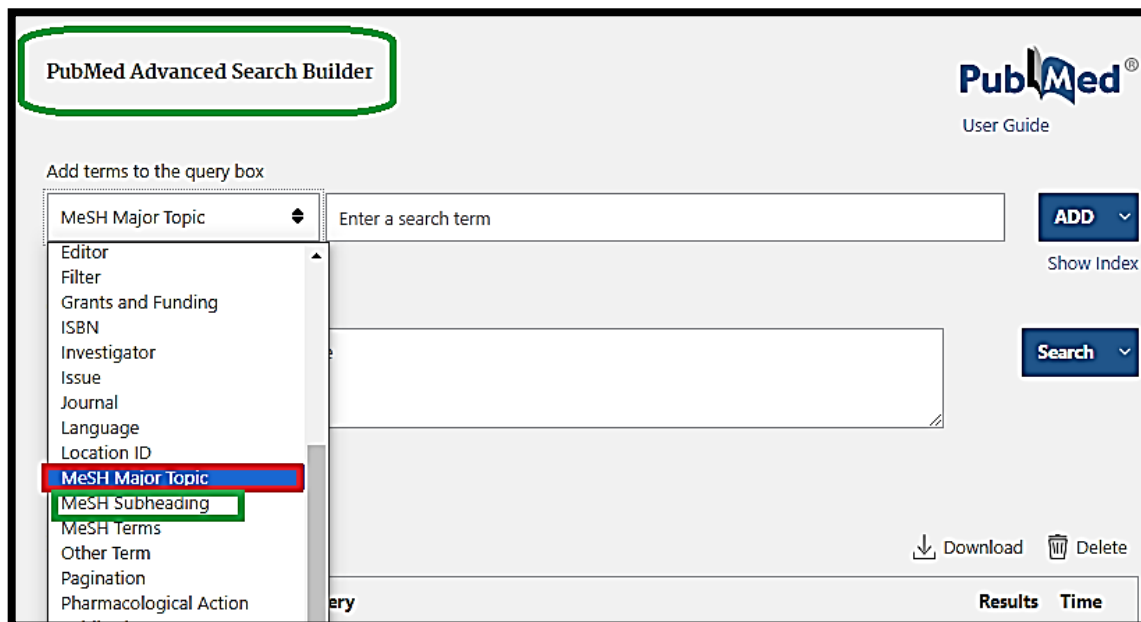 PubMed Advanced Search Builder
PubMed®
User Guide
Add terms to the query box
MeSH Major Topic
Enter a search term
ADD
Show Index
Editor
Filter
Grants and Funding
ISBN
Investigator
Issue
Journal
Language
Location ID
MeSH Major Topic
MeSH Subheading
MeSH Terms
Other Term
Pagination
Pharmacological Action
Search
Download
Delete
ery
Results
Time